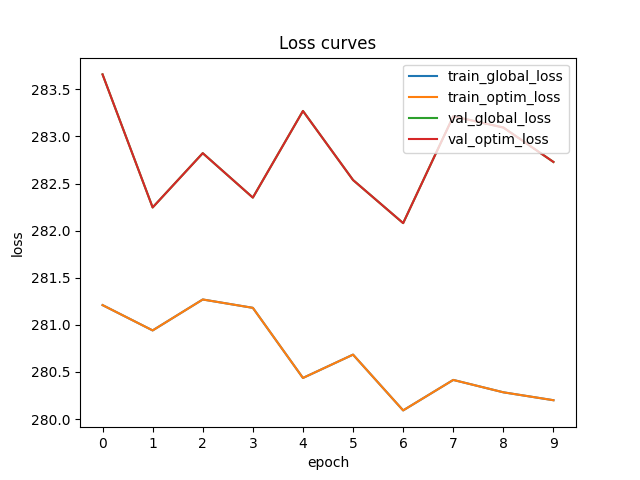 Loss curves
283.5
283.0
282.5
282.0
281.5
281.0
280.5
280.0
loss
train_global_loss
train_optim_loss
val_global_loss
val_optim_loss
0 1 2 3 4 5 6 7 8 9
epoch